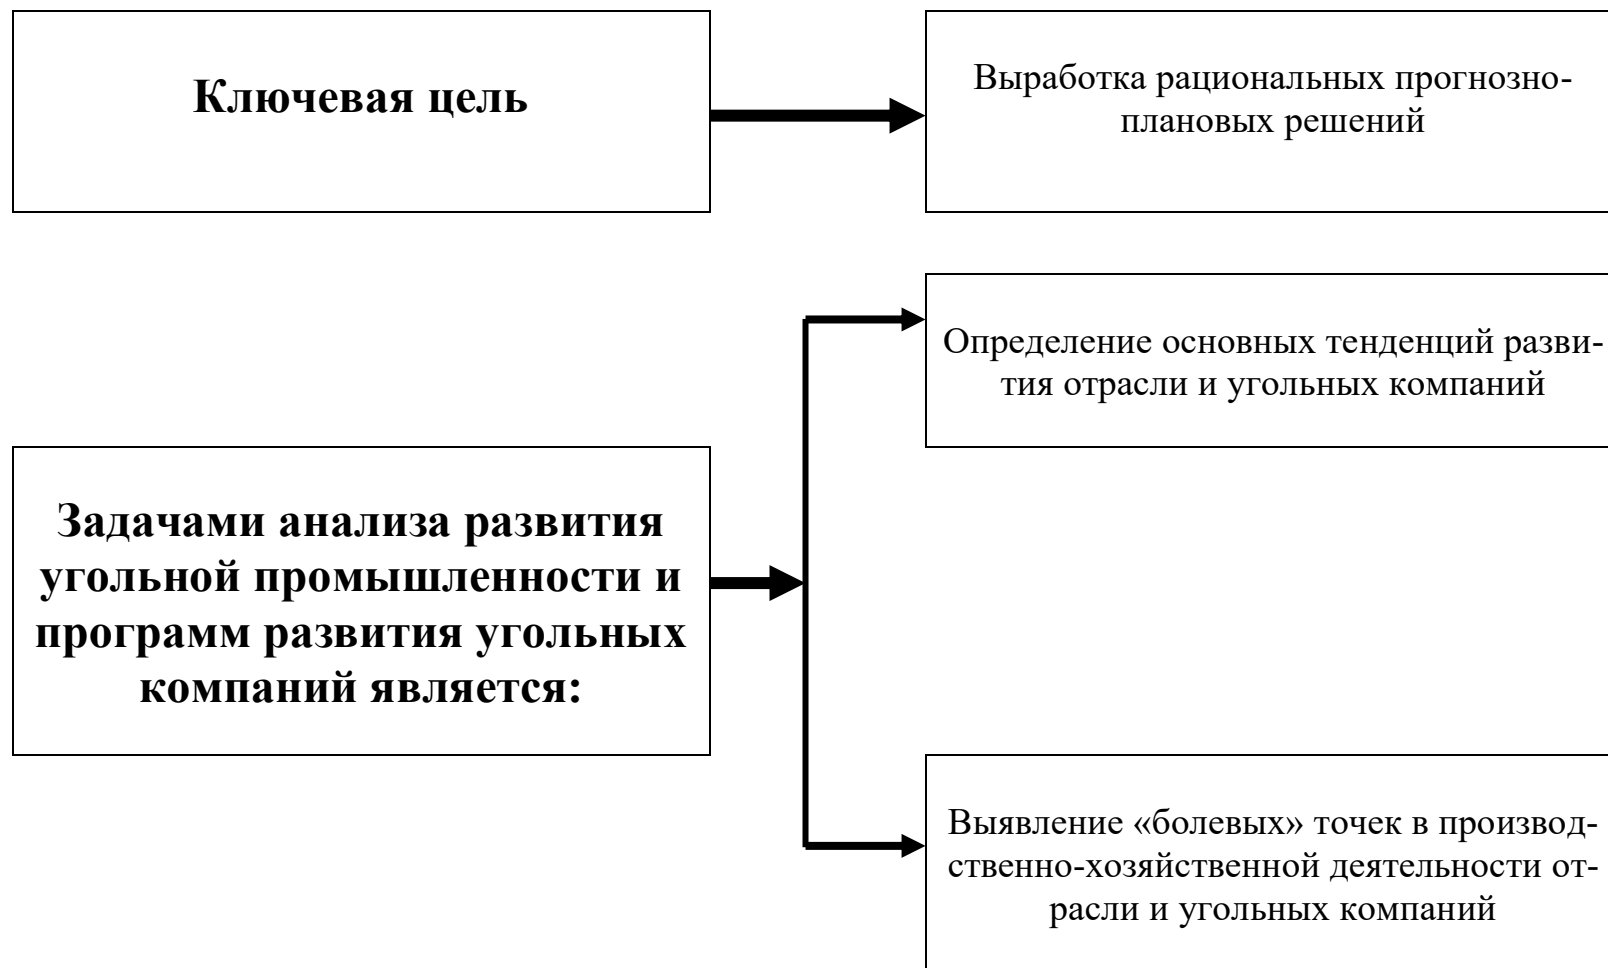 Ключевая цель
Выработка рациональных прогнозно-
плановых решений
Определение основных тенденций разви-
тия отрасли и угольных компаний
Задачами анализа развития
угольной промышленности и
программ развития угольных
компаний является:
Выявление «болевых» точек в производ-
ственно-хозяйственной деятельности от-
расли и угольных компаний